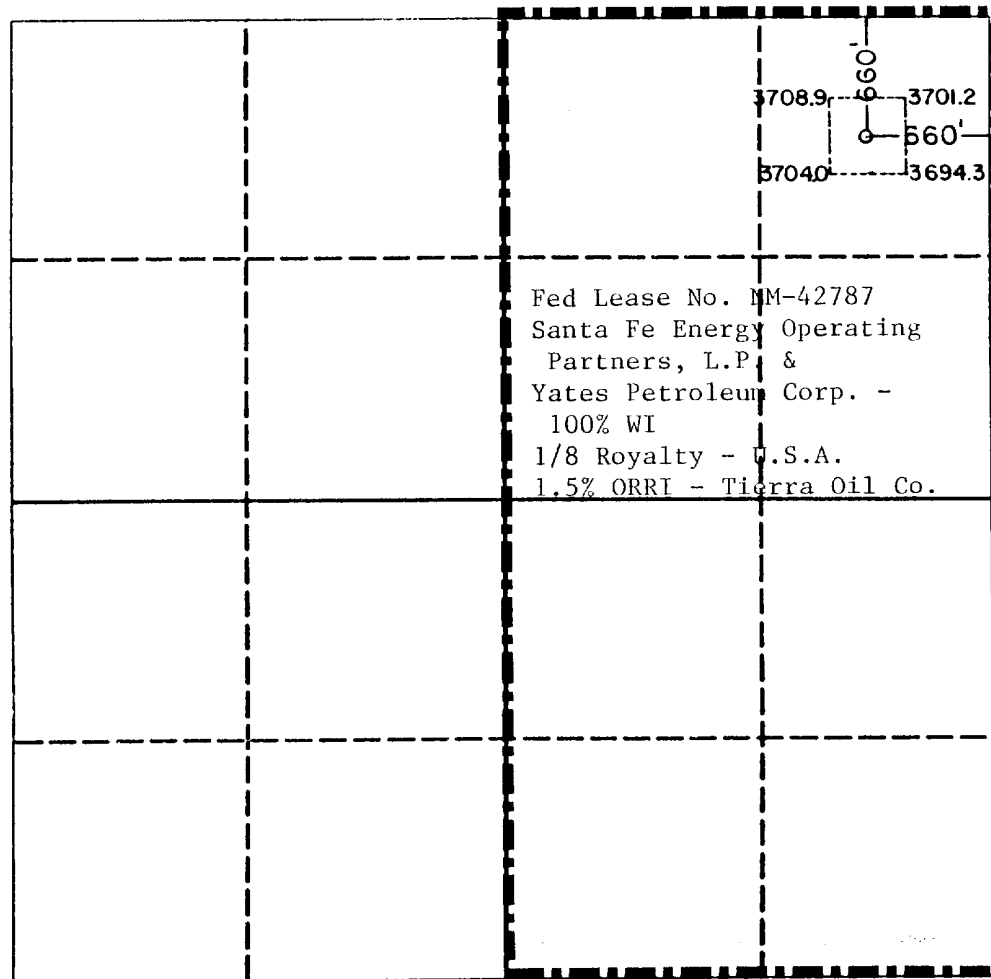 660'
3708.9 3701.2
660'
3704.0 3694.3
Fed Lease No. NM-42787
Santa Fe Energy Operating
Partners, L.P. &
Yates Petroleum Corp. -
100% WI
1/8 Royalty - U.S.A.
1.5% ORRI - Tierra Oil Co.